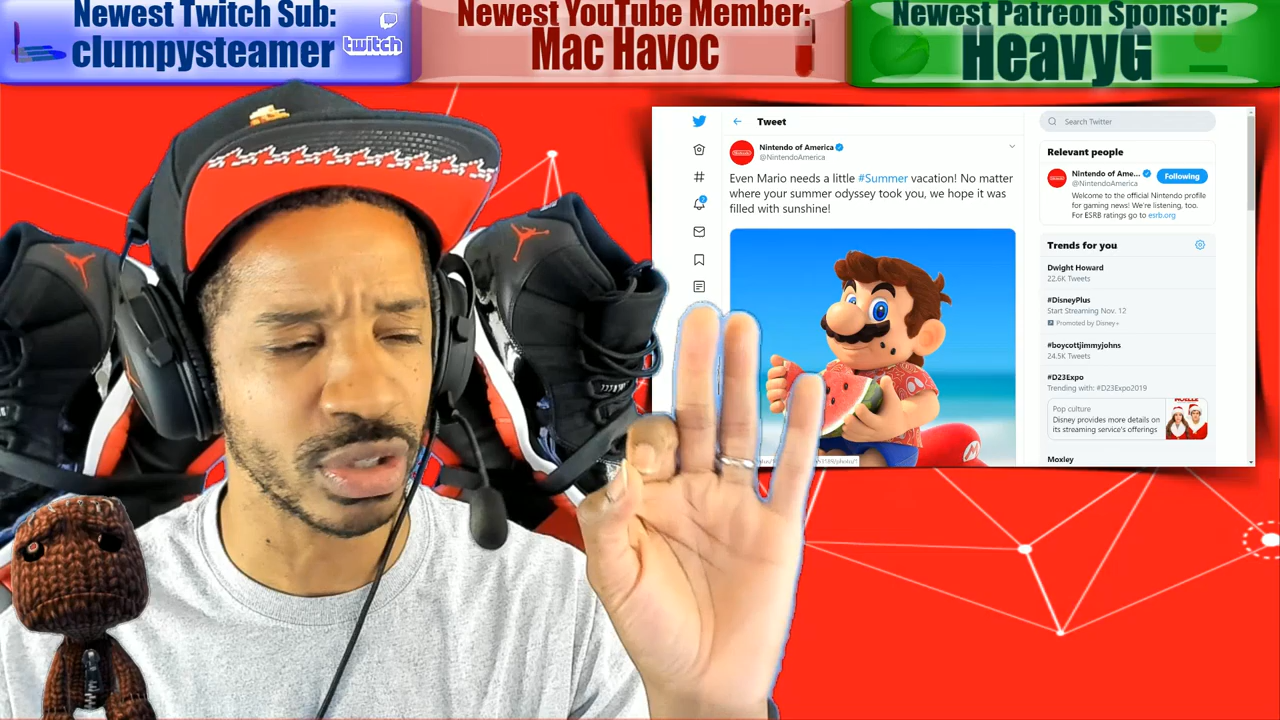 Newest Twitch Sub:
clumpysteamer
twitch
Newest YouTube Member:
Mac Havoc
Newest Patreon Sponsor:
HeavyG
Tweet
Search Twitter
Nintendo of America
@NintendoAmerica
Even Mario needs a little #Summer vacation! No matter
where your summer odyssey took you, we hope it was
filled with sunshine!
Relevant people
Nintendo of Ame...
@NintendoAmerica
Following
Welcome to the official Nintendo profile
for gaming news! We're listening, too.
For ESRB ratings go to esrb.org
Trends for you
Dwight Howard
22.6K Tweets
#DisneyPlus
Start Streaming Nov. 12
Promoted by Disney+
#boycottjimmyjohns
24.5K Tweets
#D23Expo
Trending with: #D23Expo2019
Pop culture
Disney provides more details on
its streaming service's offerings
Moxley